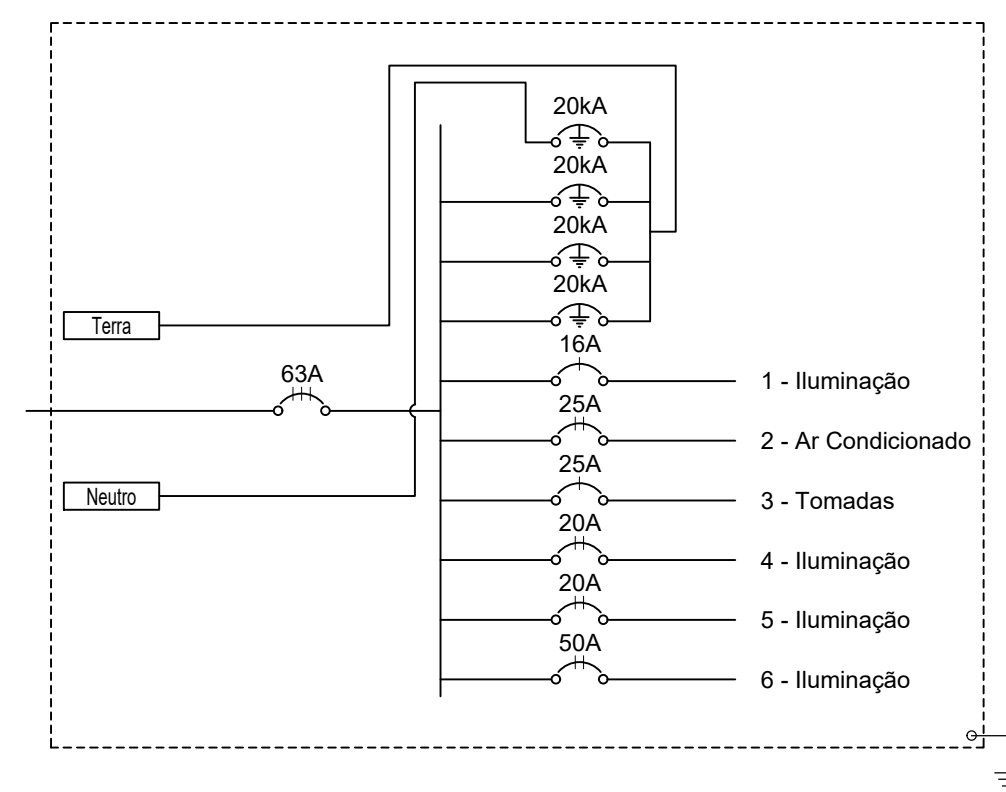 20kA
20kA
20kA
20kA
Terra
16A
63A
1 - Iluminação
25A
2 - Ar Condicionado
25A
Neutro
3 - Tomadas
20A
4 - Iluminação
20A
5 - Iluminação
50A
6 - Iluminação